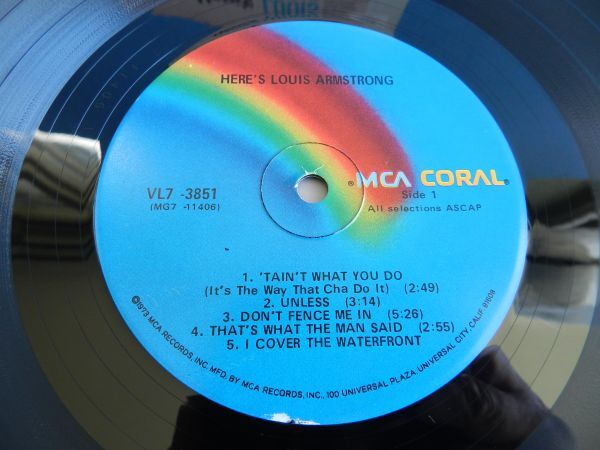 HERE'S LOUIS ARMSTRONG
MCA CORAL
VL7 -3851
(MG7 -11406)
Side 1
All selections ASCAP
1. 'TAIN'T WHAT YOU DO
(It's The Way That Cha Do It) (2:49)
2. UNLESS (3:14)
3. DON'T FENCE ME IN (5:26)
4. THAT'S WHAT THE MAN SAID (2:55)
5. I COVER THE WATERFRONT
©1973 MCA RECORDS, INC. MFD. BY MCA RECORDS, INC., 100 UNIVERSAL PLAZA, UNIVERSAL CITY, CALIF. 91608